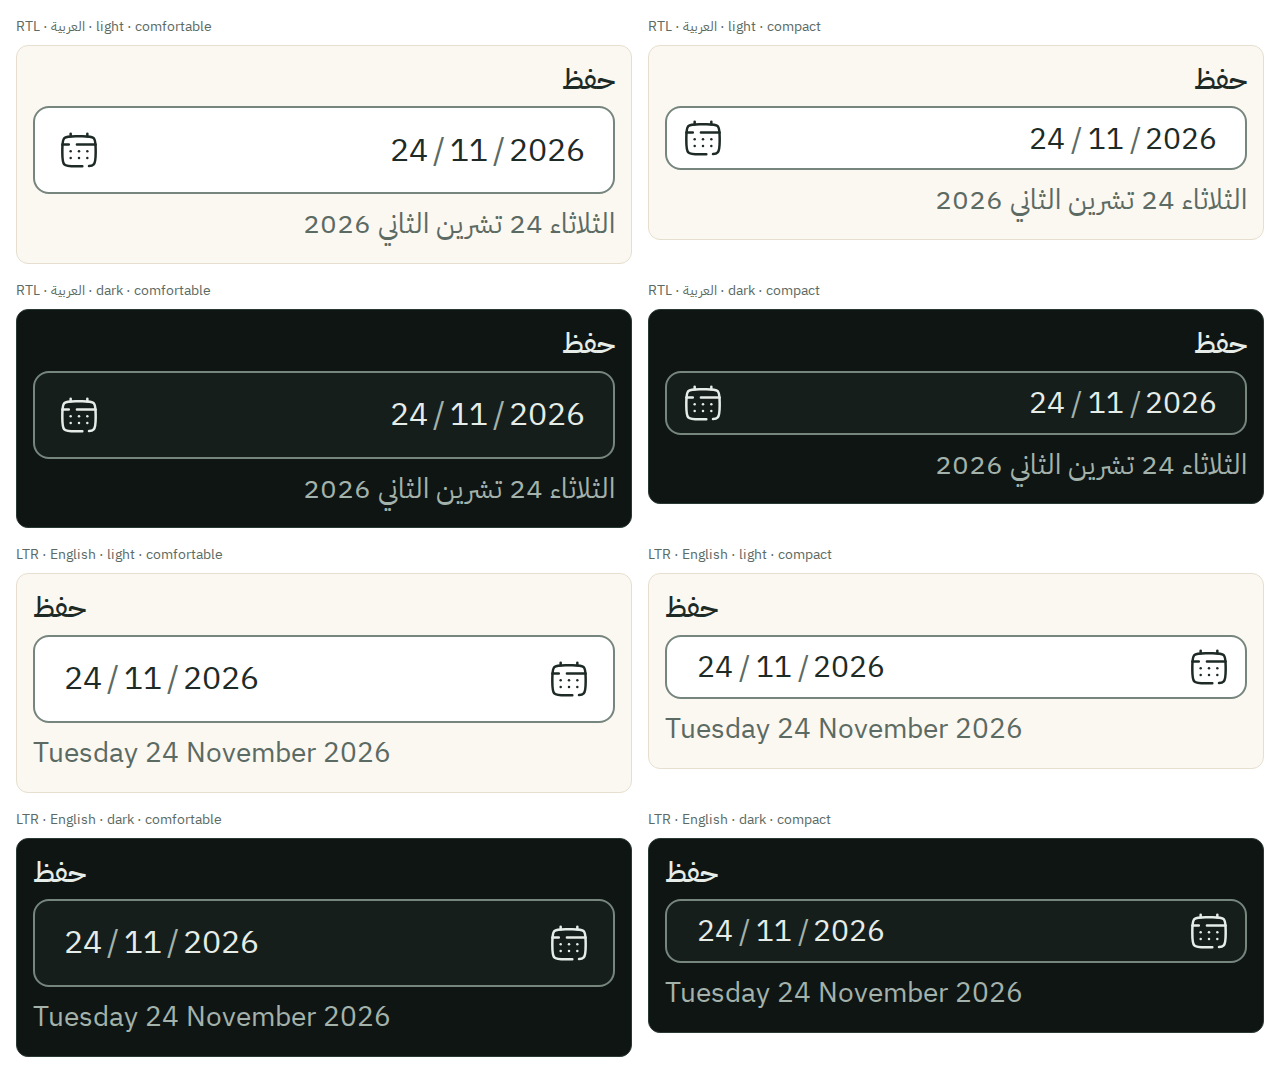 RTL · العربية · light · comfortable
حفظ
24/11/2026
الثلاثاء 24 تشرين الثاني 2026
RTL · العربية · light · compact
حفظ
24/11/2026
الثلاثاء 24 تشرين الثاني 2026
RTL · العربية · dark · comfortable
حفظ
24/11/2026
الثلاثاء 24 تشرين الثاني 2026
RTL · العربية · dark · compact
حفظ
24/11/2026
الثلاثاء 24 تشرين الثاني 2026
LTR · English · light · comfortable
حفظ
24/11/2026
Tuesday 24 November 2026
LTR · English · light · compact
حفظ
24/11/2026
Tuesday 24 November 2026
LTR · English · dark · comfortable
حفظ
24/11/2026
Tuesday 24 November 2026
LTR · English · dark · compact
حفظ
24/11/2026
Tuesday 24 November 2026